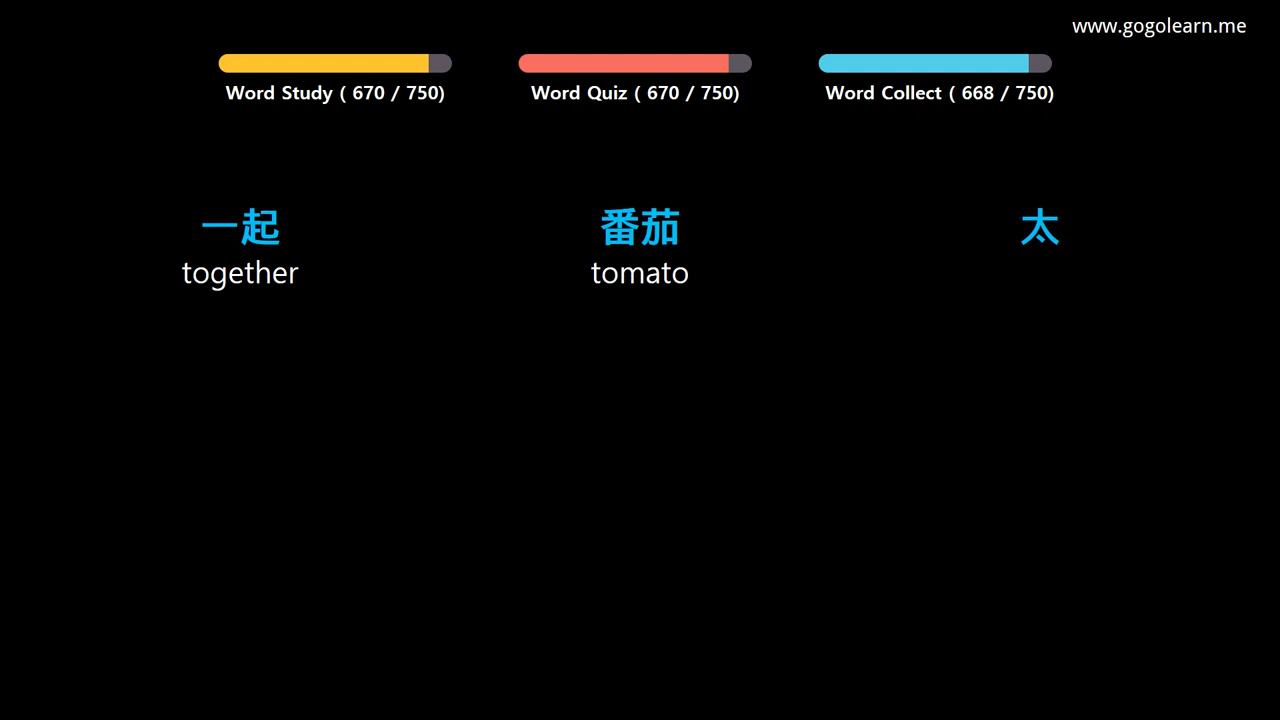 www.gogolearn.me
Word Study ( 670 / 750)
Word Quiz ( 670 / 750)
Word Collect ( 668 / 750)
一起
together
番茄
tomato
太